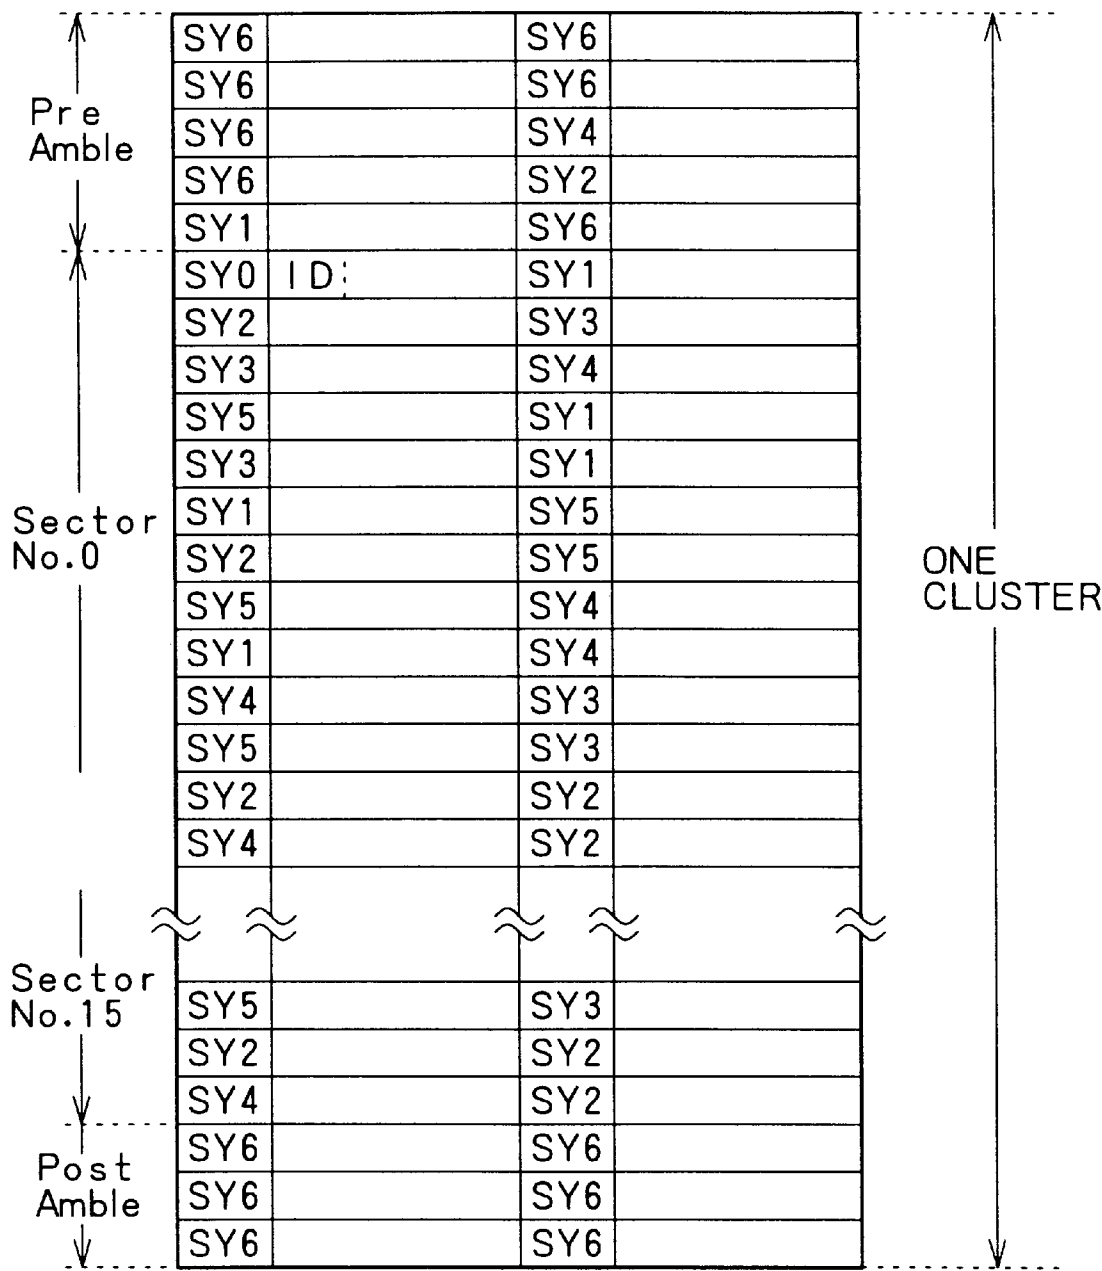 SY6 SY6
SY6 SY6
Pre
Amble
SY6 SY4
SY6 SY2
SY1 SY6
SY0 ID SY1
SY2 SY3
SY3 SY4
SY5 SY1
SY3 SY1
Sector
No.0
SY1 SY5
SY2 SY5
ONE
CLUSTER
SY5 SY4
SY1 SY4
SY4 SY3
SY5 SY3
SY2 SY2
SY4 SY2
Sector
No.15
SY5 SY3
SY2 SY2
SY4 SY2
SY6 SY6
Post
Amble
SY6 SY6
SY6 SY6